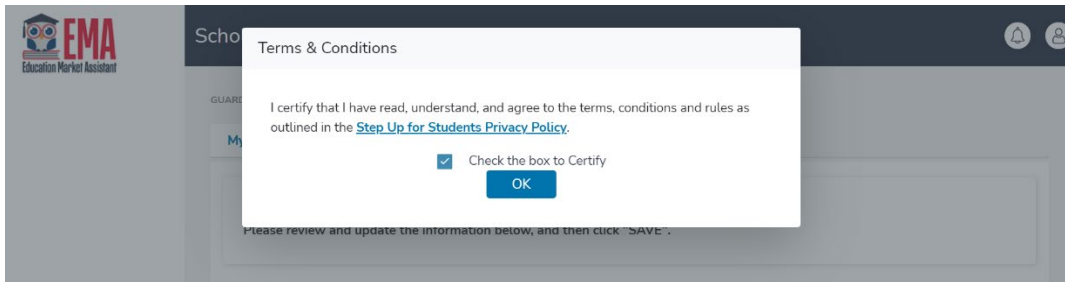 EMA
Education Market Assistant
Scho
Terms & Conditions
GUARD
I certify that I have read, understand, and agree to the terms, conditions and rules as
outlined in the Step Up for Students Privacy Policy.
My
Check the box to Certify
OK
Please review and update the information below, and then click "SAVE".